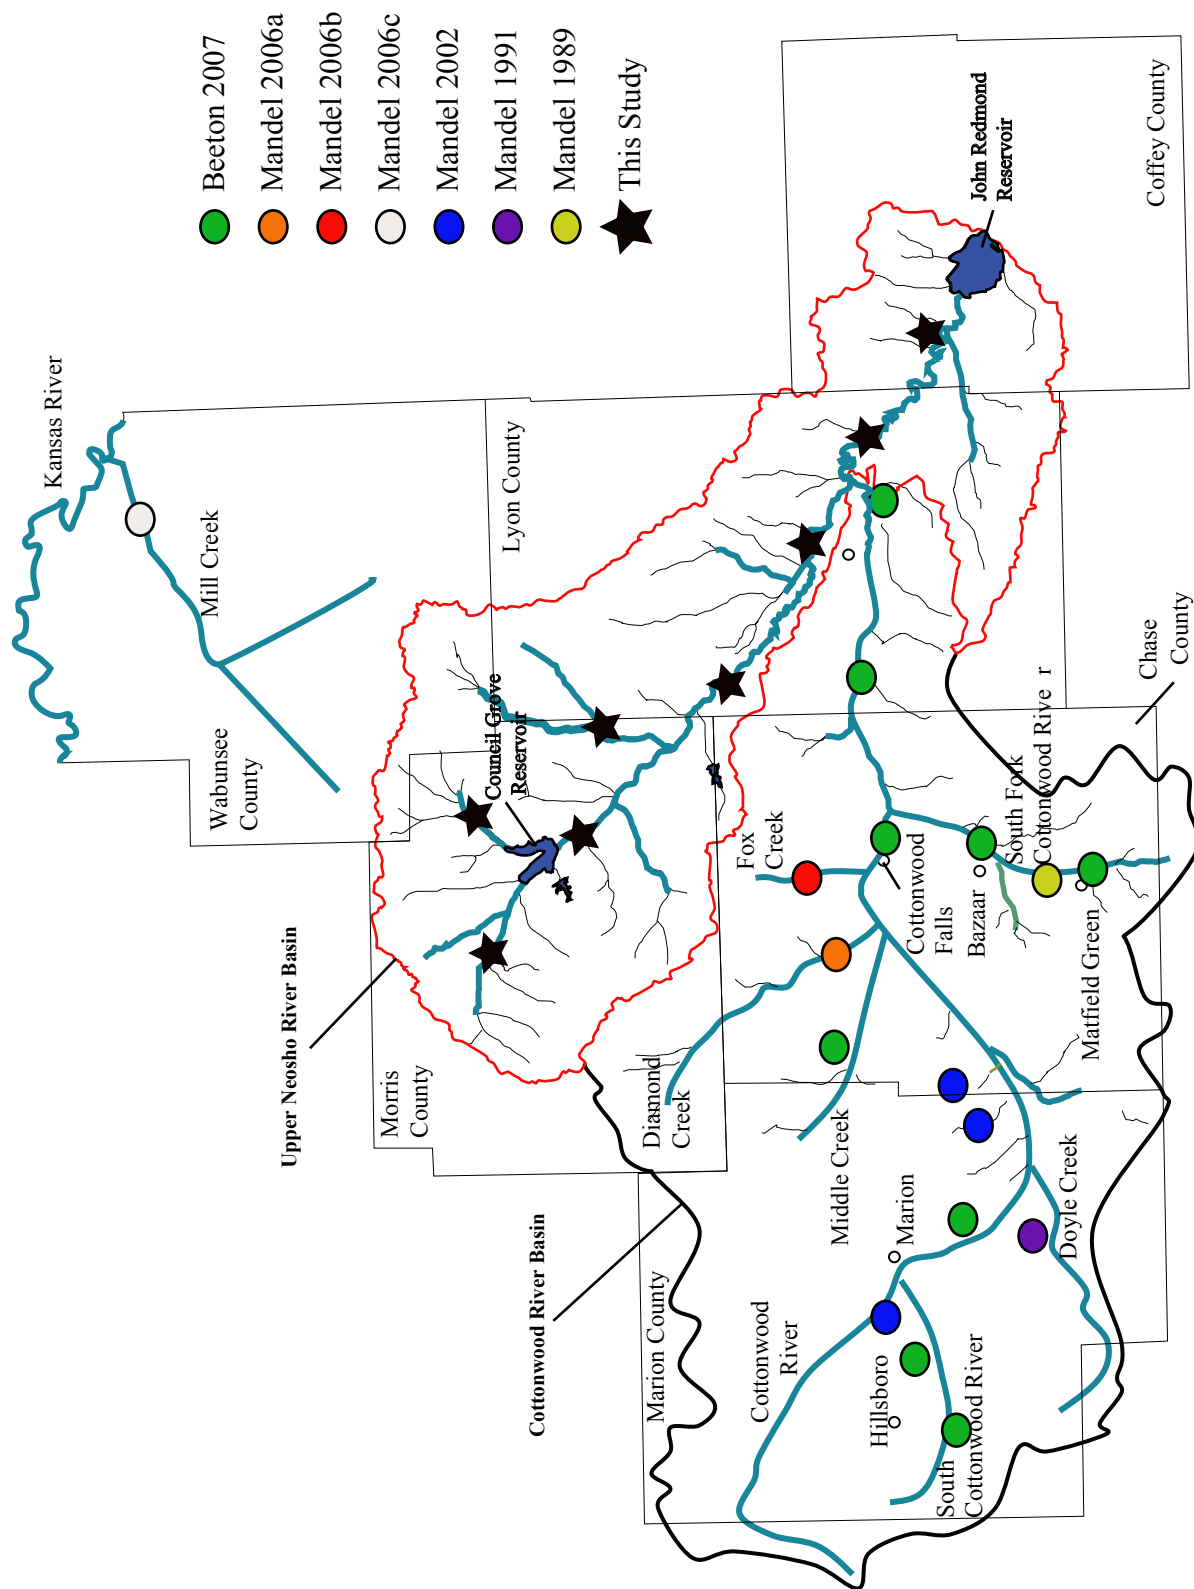 Beeton 2007
Mandel 2006a
Mandel 2006b
Mandel 2006c
Mandel 2002
Mandel 1991
Mandel 1989
This Study
Kansas River
Mill Creek
Wabunsee
County
Lyon County
Coffey County
John Redmond
Reservoir
Council Grove
Reservoir
Upper Neosho River Basin
Morris
County
Chase
County
Fox
Creek
Cottonwood
Falls
Bazaar
South Fork
Cottonwood Rive r
Matfield Green
Diamond
Creek
Middle Creek
Marion
Doyle Creek
Cottonwood River Basin
Marion County
Cottonwood
River
Hillsboro
South
Cottonwood River